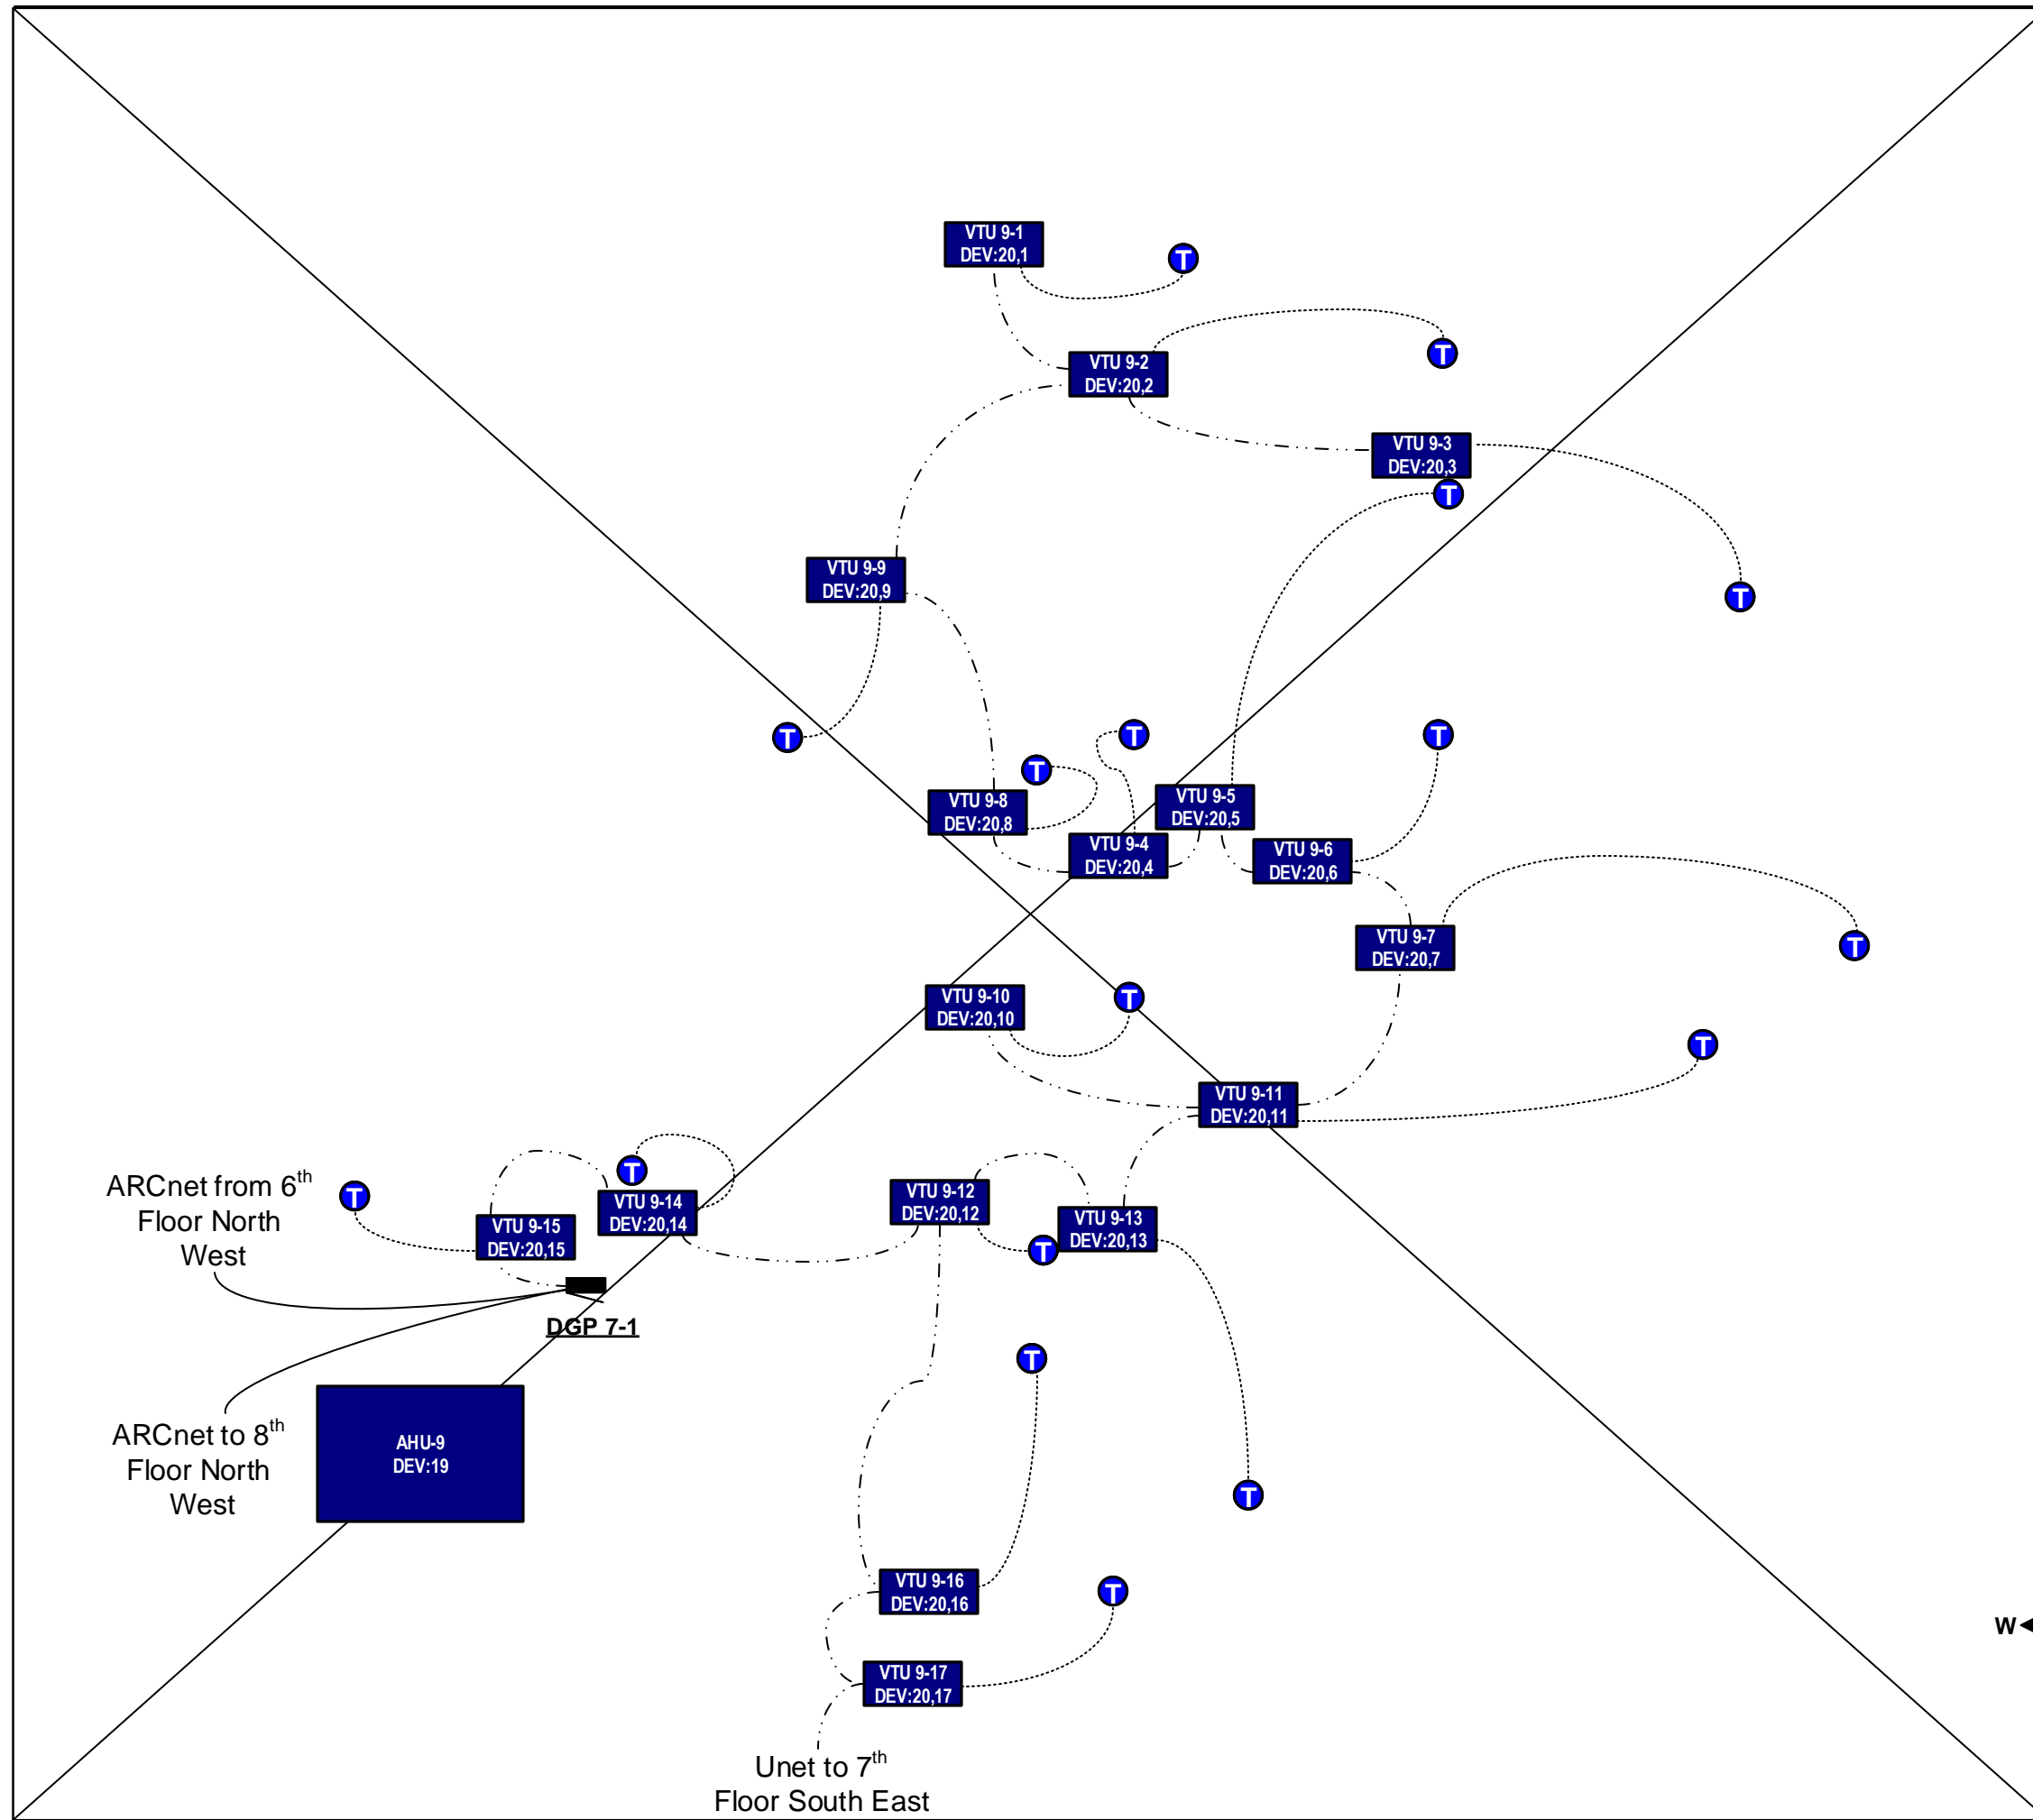 VTU 9-1
DEV:20,1
T
VTU 9-2
DEV:20,2
T
VTU 9-3
DEV:20,3
T
VTU 9-9
DEV:20,9
T
T
T
T
T
T
VTU 9-8
DEV:20,8
VTU 9-5
DEV:20,5
VTU 9-4
DEV:20,4
VTU 9-6
DEV:20,6
VTU 9-7
DEV:20,7
T
VTU 9-10
DEV:20,10
T
T
VTU 9-11
DEV:20,11
ARCnet from 6th
Floor North
West
T
T
VTU 9-15
DEV:20,15
VTU 9-14
DEV:20,14
VTU 9-12
DEV:20,12
T
VTU 9-13
DEV:20,13
DGP 7-1
T
ARCnet to 8th
Floor North
West
AHU-9
DEV:19
T
VTU 9-16
DEV:20,16
T
W
VTU 9-17
DEV:20,17
Unet to 7th
Floor South East